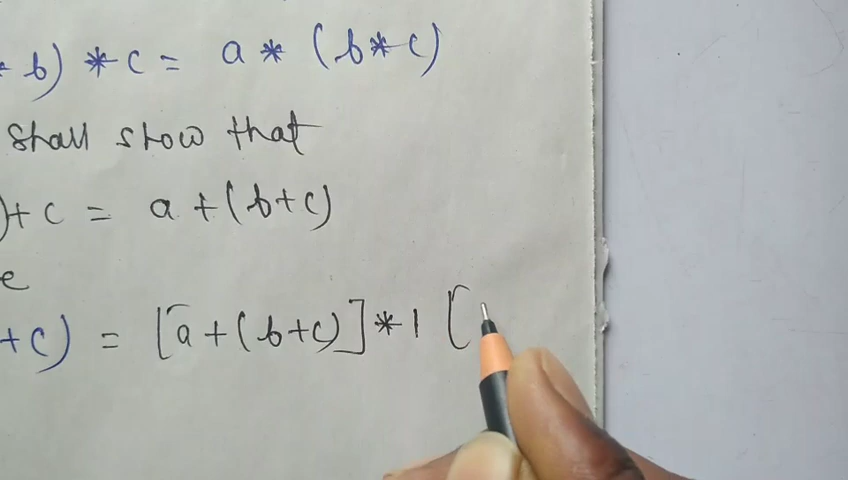 b) * c = a * (b * c)
shall show that
) + c = a + (b + c)
e
+ c) = [a + (b + c)] * 1 [